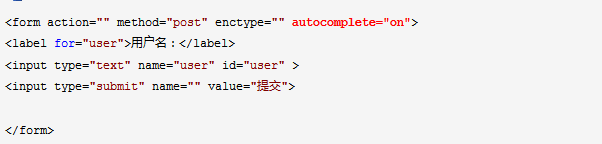 <form action="" method="post" enctype="" autocomplete="on">
<label for="user">用户名：</label>
<input type="text" name="user" id="user" >
<input type="submit" name="" value="提交">
</form>